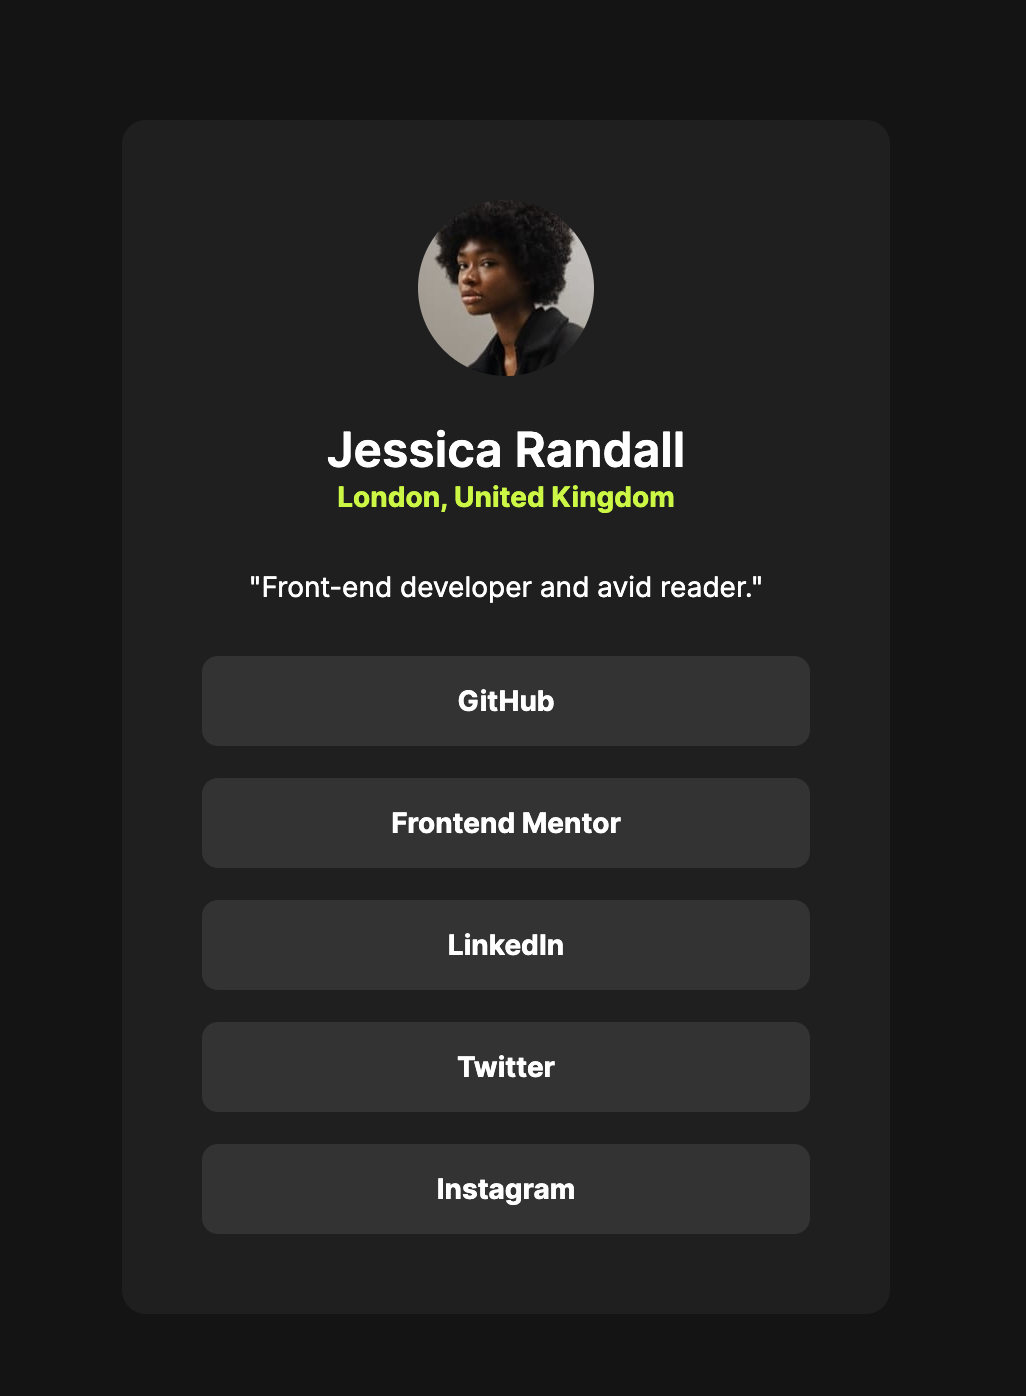 Jessica Randall
London, United Kingdom
"Front-end developer and avid reader."
GitHub
Frontend Mentor
LinkedIn
Twitter
Instagram